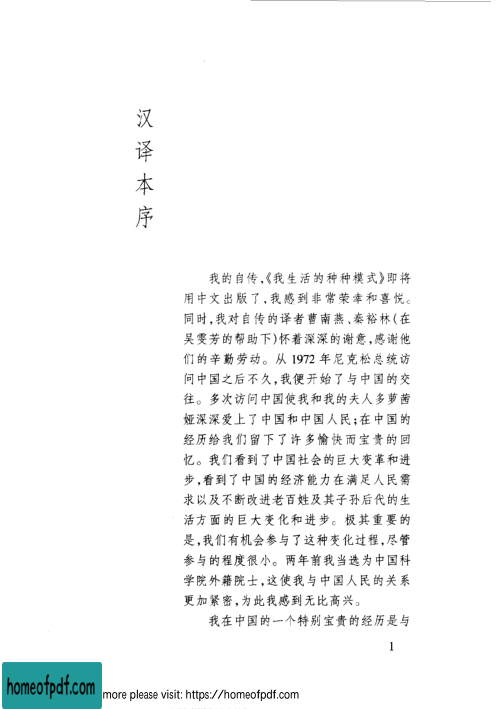 汉译本序
我的自传,《我生活的种种模式》即将
用中文出版了,我感到非常荣幸和喜悦。
同时,我对自传的译者曹南燕、秦裕林(在
吴雯芳的帮助下)怀着深深的谢意,感谢他
们的辛勤劳动。从1972年尼克松总统访
问中国之后不久,我便开始了与中国的交
往。多次访问中国使我和我的夫人多萝茜
娅深深爱上了中国和中国人民;在中国的
经历给我们留下了许多愉快而宝贵的回
忆。我们看到了中国社会的巨大变革和进
步,看到了中国的经济能力在满足人民需
求以及不断改进老百姓及其子孙后代的生
活方面的巨大变化和进步。极其重要的
是,我们有机会参与了这种变化过程,尽管
参与的程度很小。两年前我当选为中国科
学院外籍院士,这使我与中国人民的关系
更加紧密,为此我感到无比高兴。
我在中国的一个特别宝贵的经历是与
1
homeofpdf.com more please visit: https://homeofpdf.com